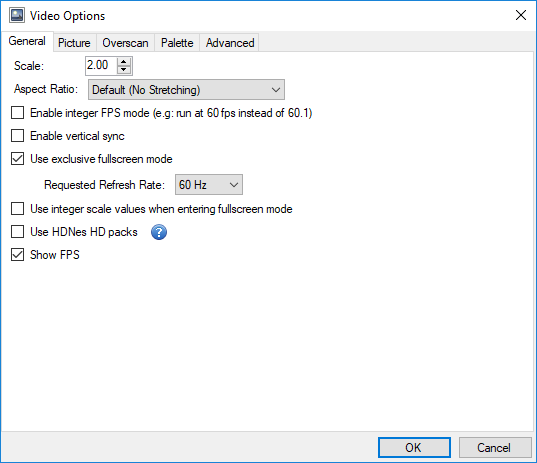 Video Options
General Picture Overscan Palette Advanced
Scale: 2.00
Aspect Ratio: Default (No Stretching)
Enable integer FPS mode (e.g: run at 60 fps instead of 60.1)
Enable vertical sync
Use exclusive fullscreen mode
Requested Refresh Rate: 60 Hz
Use integer scale values when entering fullscreen mode
Use HDNes HD packs ?
Show FPS
OK Cancel